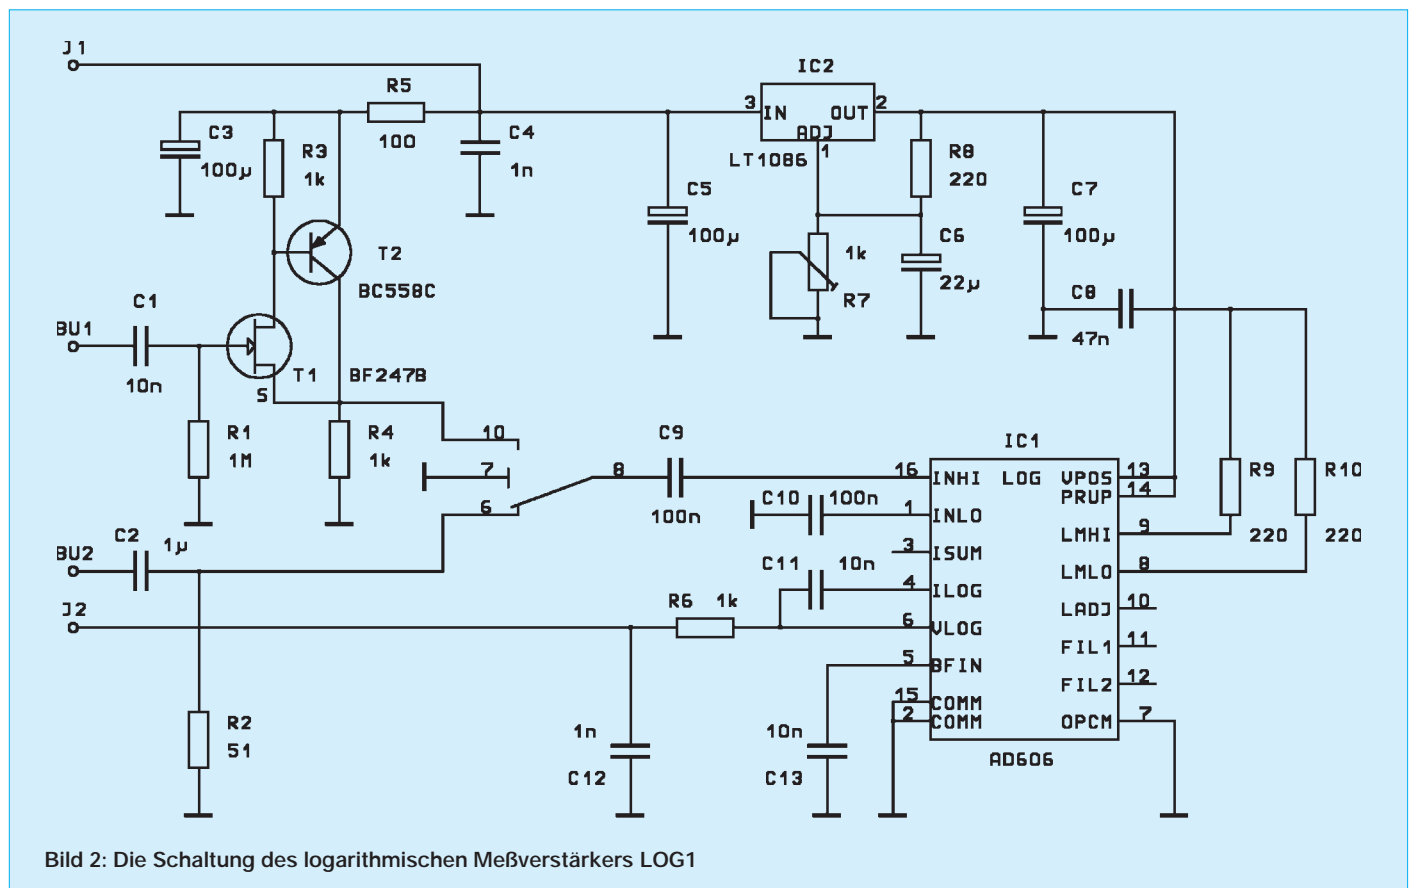 J1
IC2
R5
3
IN
OUT
2
ADJ
1
LT1086
C3
100µ
R3
1k
100
C4
1n
R8
220
C5
100µ
C7
100µ
C6
22µ
1k
R7
T2
BC558C
C8
47n
C1
BU1
10n
T1
BF247B
S
R1
1M
R4
1k
10
7
6
8
C9
100n
IC1
16
INHI
LOG
VPOS
13
PRUP
14
R9
220
R10
220
C10
100n
1
INLO
LMHI
9
3
ISUM
LMLO
8
C11
10n
4
ILOG
LADJ
10
C2
1µ
BU2
J2
R6
1k
6
VLOG
FIL1
11
5
BFIN
FIL2
12
15
COMM
2
COMM
OPCM
7
AD606
R2
51
1n
C12
10n
C13
Bild 2: Die Schaltung des logarithmischen Meßverstärkers LOG1